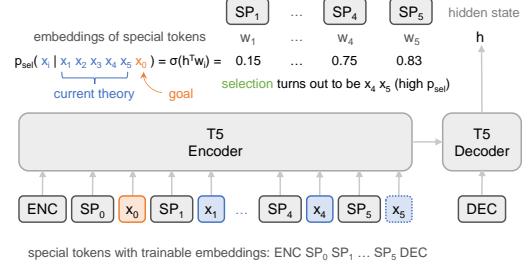 SP1 … SP4 SP5 hidden state
embeddings of special tokens w1 … w4 w5 h
psel( xi | x1 x2 x3 x4 x5 x0 ) = σ(hᵀwi) = 0.15 0.75 0.83
current theory goal
selection turns out to be x4 x5 (high psel)
T5 Encoder
T5 Decoder
ENC SP0 x0 SP1 x1 … SP4 x4 SP5 x5 DEC
special tokens with trainable embeddings: ENC SP0 SP1 … SP5 DEC